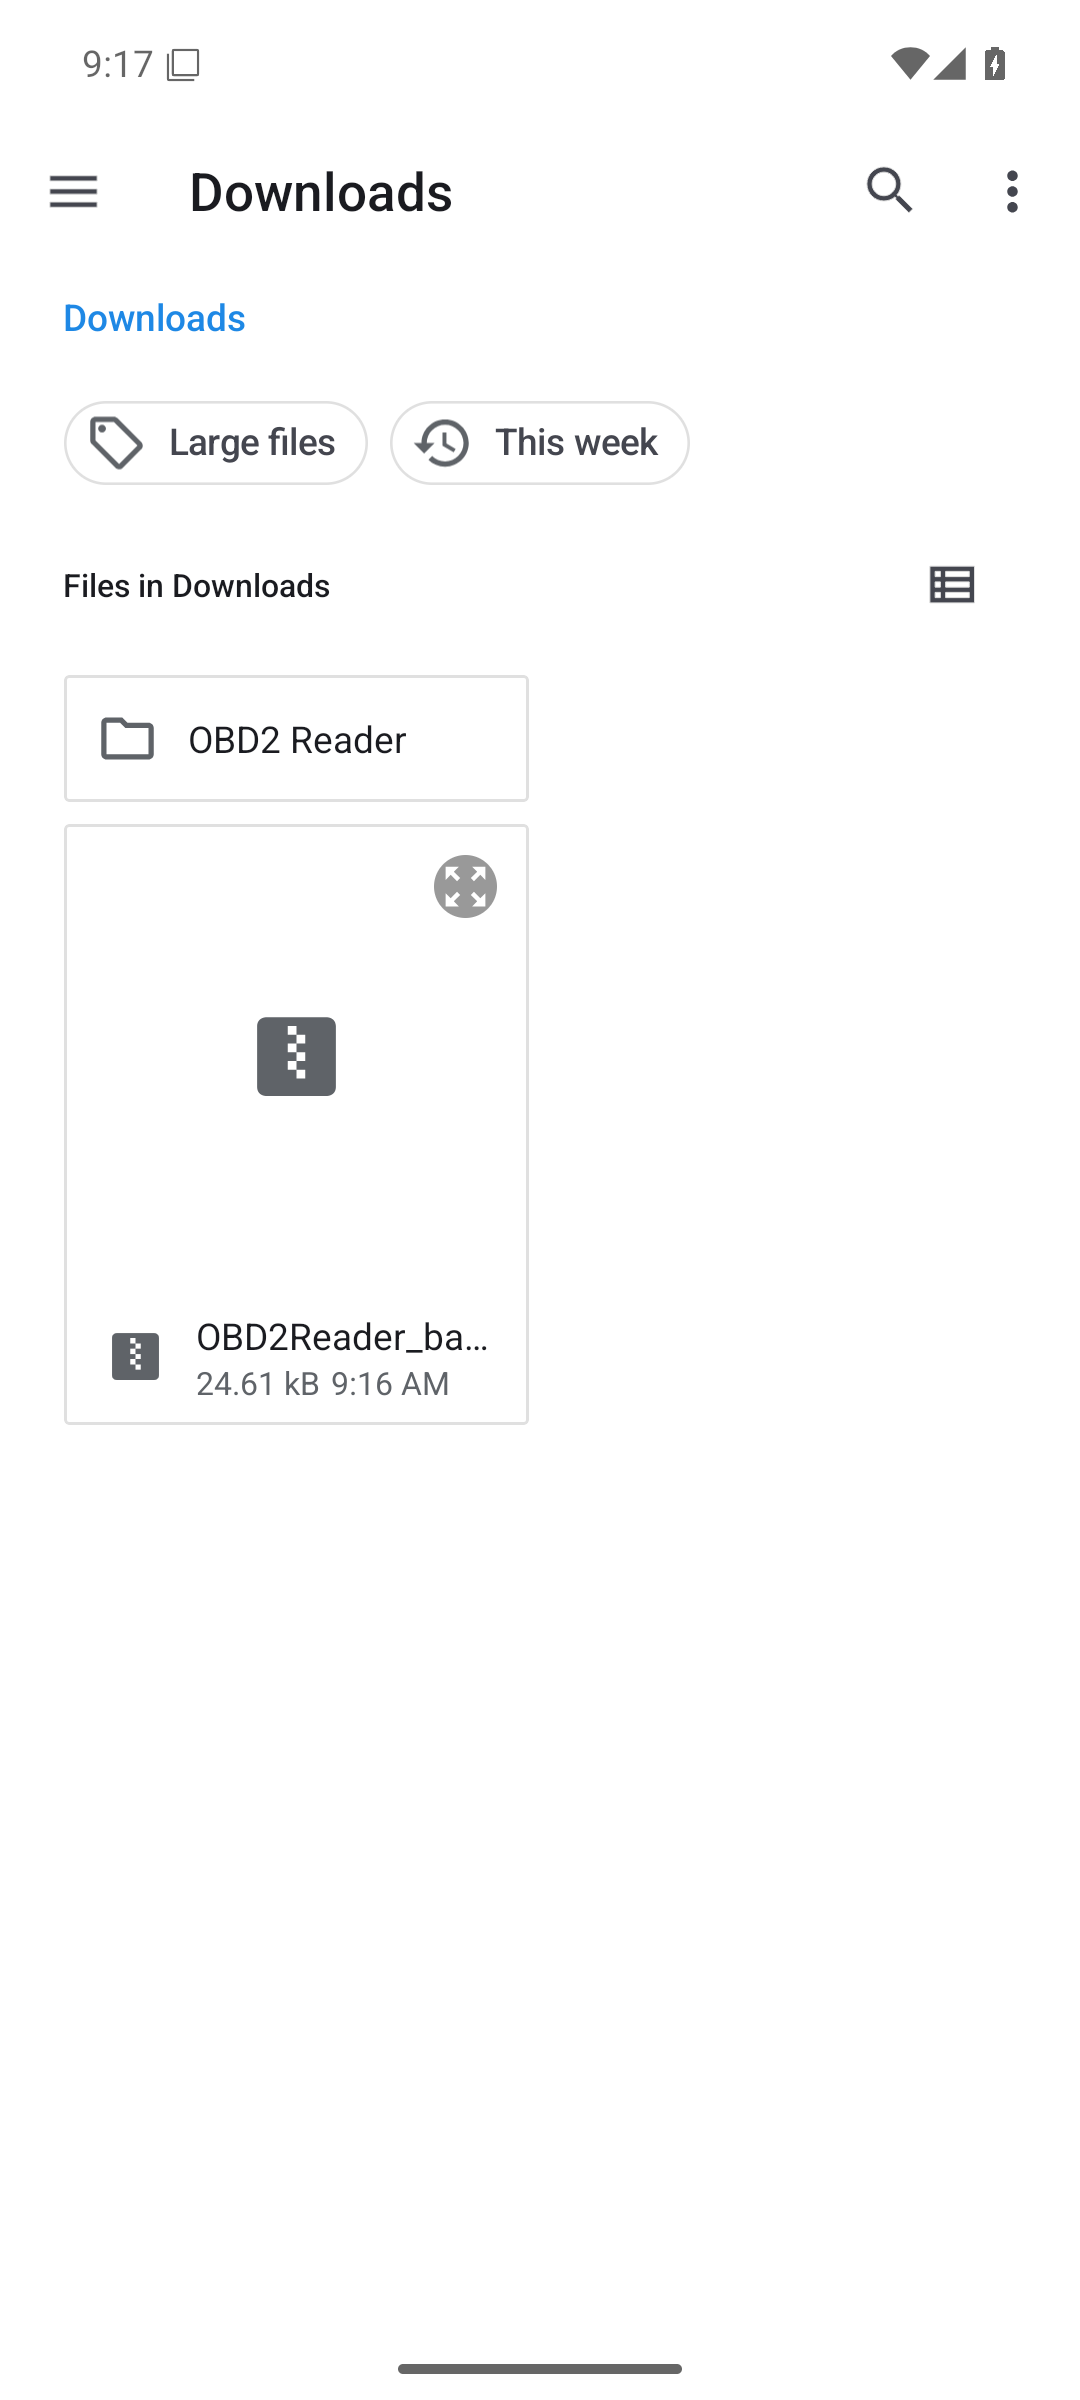 9:17
Downloads
Downloads
Large files
This week
Files in Downloads
OBD2 Reader
OBD2Reader_ba...
24.61 kB 9:16 AM